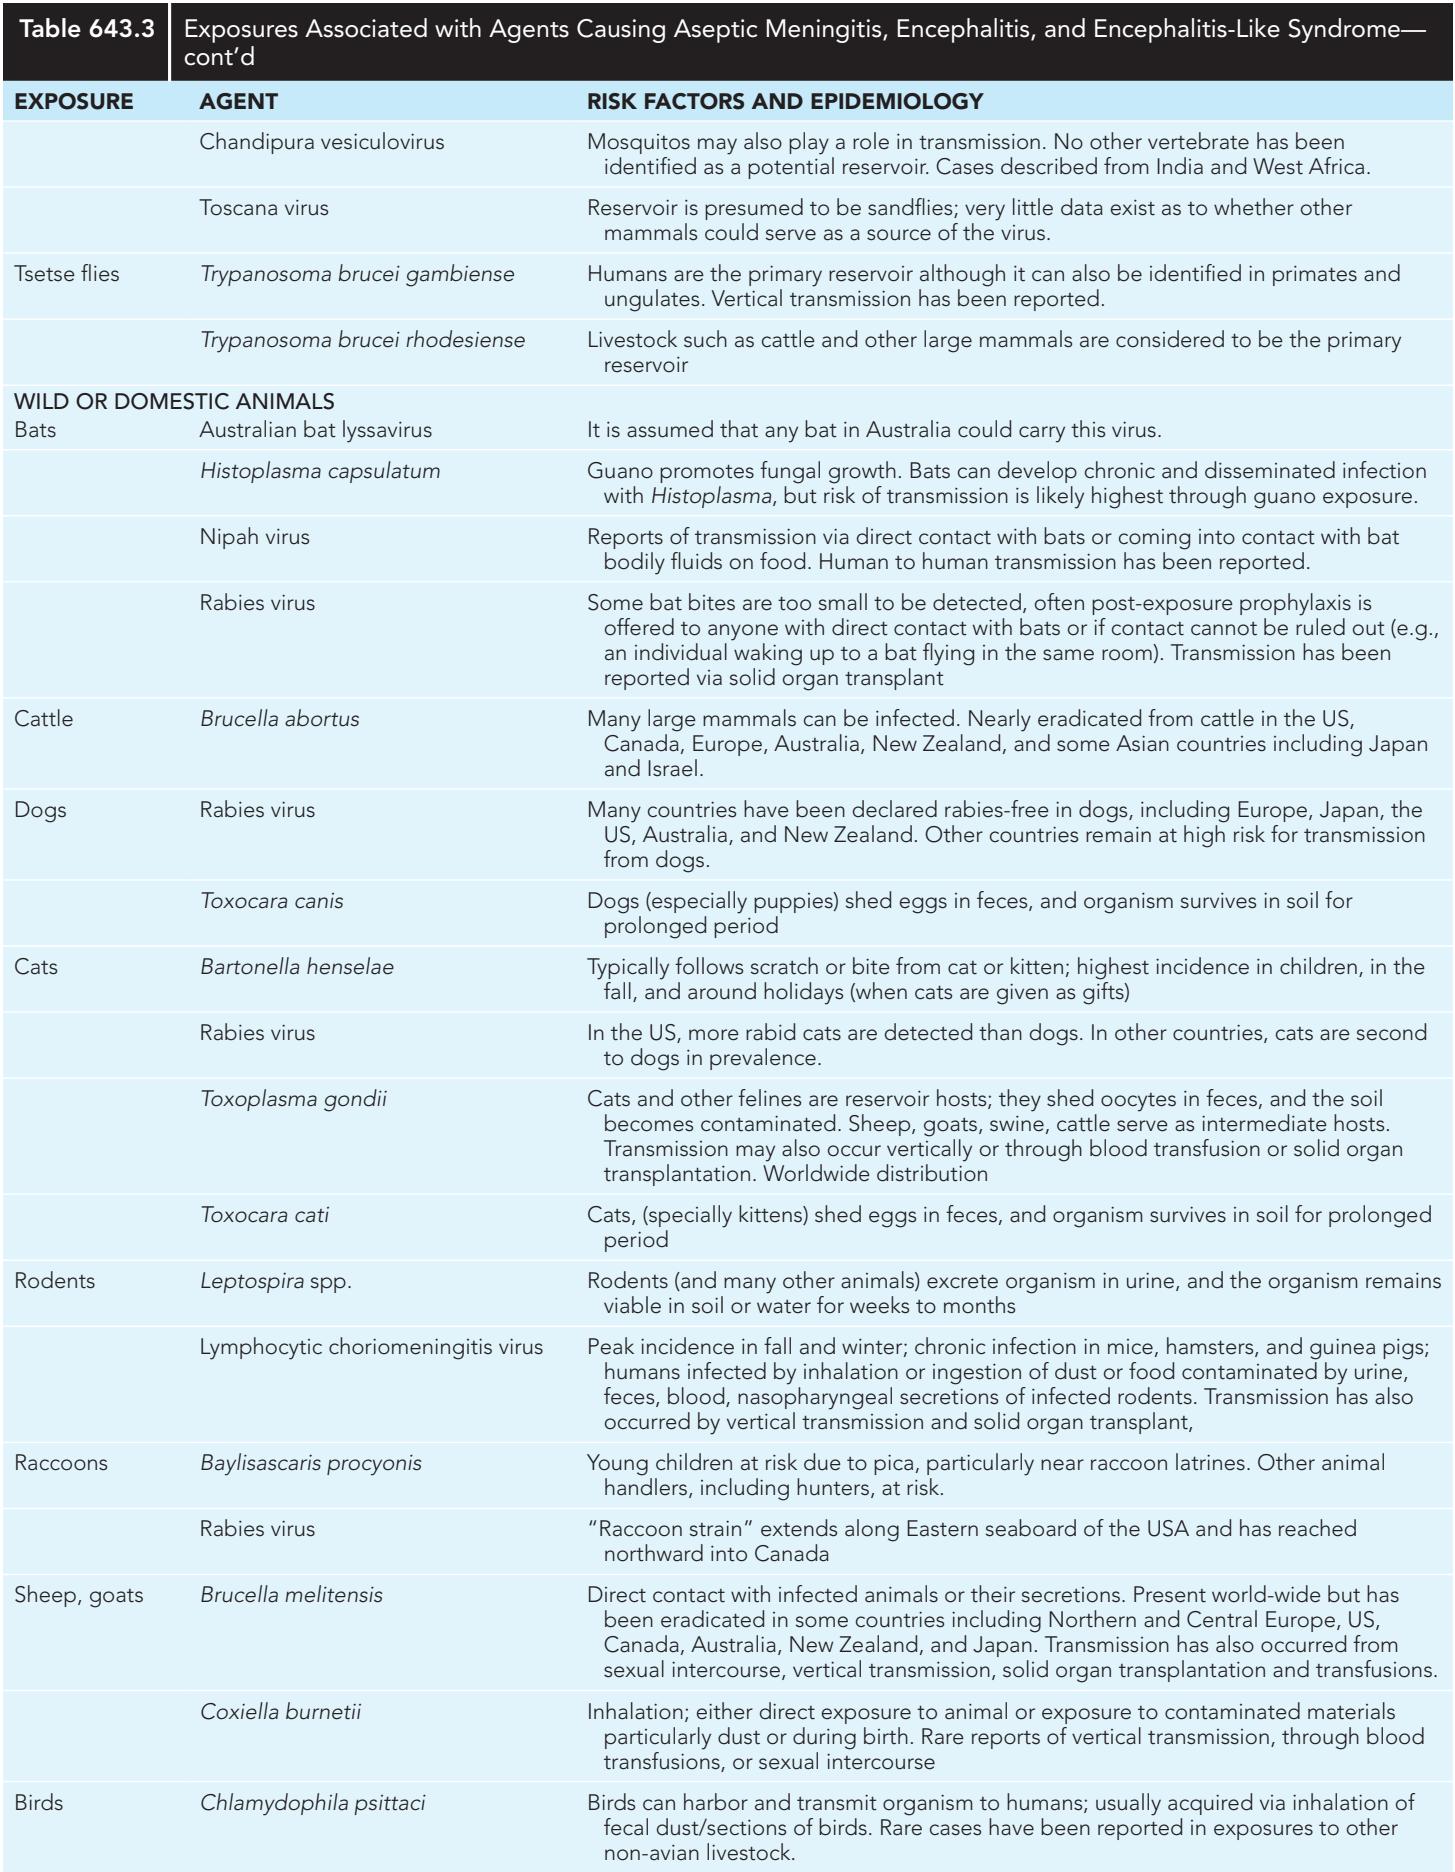 Table 643.3 Exposures Associated with Agents Causing Aseptic Meningitis, Encephalitis, and Encephalitis-Like Syndrome—
cont'd
EXPOSURE AGENT RISK FACTORS AND EPIDEMIOLOGY
Chandipura vesiculovirus Mosquitos may also play a role in transmission. No other vertebrate has been
identified as a potential reservoir. Cases described from India and West Africa.
Toscana virus Reservoir is presumed to be sandflies; very little data exist as to whether other
mammals could serve as a source of the virus.
Tsetse flies Trypanosoma brucei gambiense Humans are the primary reservoir although it can also be identified in primates and
ungulates. Vertical transmission has been reported.
Trypanosoma brucei rhodesiense Livestock such as cattle and other large mammals are considered to be the primary
reservoir
WILD OR DOMESTIC ANIMALS
Bats Australian bat lyssavirus It is assumed that any bat in Australia could carry this virus.
Histoplasma capsulatum Guano promotes fungal growth. Bats can develop chronic and disseminated infection
with Histoplasma, but risk of transmission is likely highest through guano exposure.
Nipah virus Reports of transmission via direct contact with bats or coming into contact with bat
bodily fluids on food. Human to human transmission has been reported.
Rabies virus Some bat bites are too small to be detected, often post-exposure prophylaxis is
offered to anyone with direct contact with bats or if contact cannot be ruled out (e.g.,
an individual waking up to a bat flying in the same room). Transmission has been
reported via solid organ transplant
Cattle Brucella abortus Many large mammals can be infected. Nearly eradicated from cattle in the US,
Canada, Europe, Australia, New Zealand, and some Asian countries including Japan
and Israel.
Dogs Rabies virus Many countries have been declared rabies-free in dogs, including Europe, Japan, the
US, Australia, and New Zealand. Other countries remain at high risk for transmission
from dogs.
Toxocara canis Dogs (especially puppies) shed eggs in feces, and organism survives in soil for
prolonged period
Cats Bartonella henselae Typically follows scratch or bite from cat or kitten; highest incidence in children, in the
fall, and around holidays (when cats are given as gifts)
Rabies virus In the US, more rabid cats are detected than dogs. In other countries, cats are second
to dogs in prevalence.
Toxoplasma gondii Cats and other felines are reservoir hosts; they shed oocytes in feces, and the soil
becomes contaminated. Sheep, goats, swine, cattle serve as intermediate hosts.
Transmission may also occur vertically or through blood transfusion or solid organ
transplantation. Worldwide distribution
Toxocara cati Cats, (specially kittens) shed eggs in feces, and organism survives in soil for prolonged
period
Rodents Leptospira spp. Rodents (and many other animals) excrete organism in urine, and the organism remains
viable in soil or water for weeks to months
Lymphocytic choriomeningitis virus Peak incidence in fall and winter; chronic infection in mice, hamsters, and guinea pigs;
humans infected by inhalation or ingestion of dust or food contaminated by urine,
feces, blood, nasopharyngeal secretions of infected rodents. Transmission has also
occurred by vertical transmission and solid organ transplant,
Raccoons Baylisascaris procyonis Young children at risk due to pica, particularly near raccoon latrines. Other animal
handlers, including hunters, at risk.
Rabies virus "Raccoon strain" extends along Eastern seaboard of the USA and has reached
northward into Canada
Sheep, goats Brucella melitensis Direct contact with infected animals or their secretions. Present world-wide but has
been eradicated in some countries including Northern and Central Europe, US,
Canada, Australia, New Zealand, and Japan. Transmission has also occurred from
sexual intercourse, vertical transmission, solid organ transplantation and transfusions.
Coxiella burnetii Inhalation; either direct exposure to animal or exposure to contaminated materials
particularly dust or during birth. Rare reports of vertical transmission, through blood
transfusions, or sexual intercourse
Birds Chlamydophila psittaci Birds can harbor and transmit organism to humans; usually acquired via inhalation of
fecal dust/sections of birds. Rare cases have been reported in exposures to other
non-avian livestock.